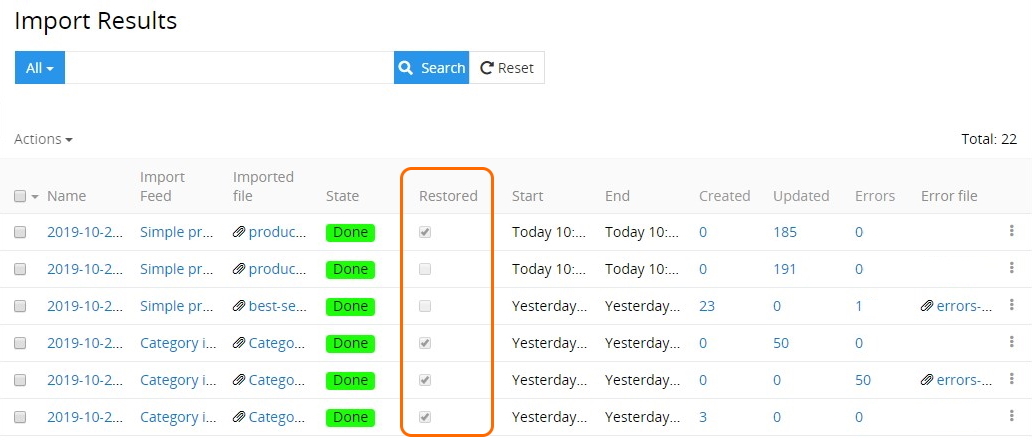 Import Results
All Search Reset
Actions Total: 22
Name Import Feed Imported file State Restored Start End Created Updated Errors Error file
2019-10-2... Simple pr... produc... Done Today 10:... Today 10:... 0 185 0
2019-10-2... Simple pr... produc... Done Today 10:... Today 10:... 0 191 0
2019-10-2... Simple pr... best-se... Done Yesterday... Yesterday... 23 0 1 errors-...
2019-10-2... Category i... Catego... Done Yesterday... Yesterday... 0 50 0
2019-10-2... Category i... Catego... Done Yesterday... Yesterday... 0 0 50 errors-...
2019-10-2... Category i... Catego... Done Yesterday... Yesterday... 3 0 0